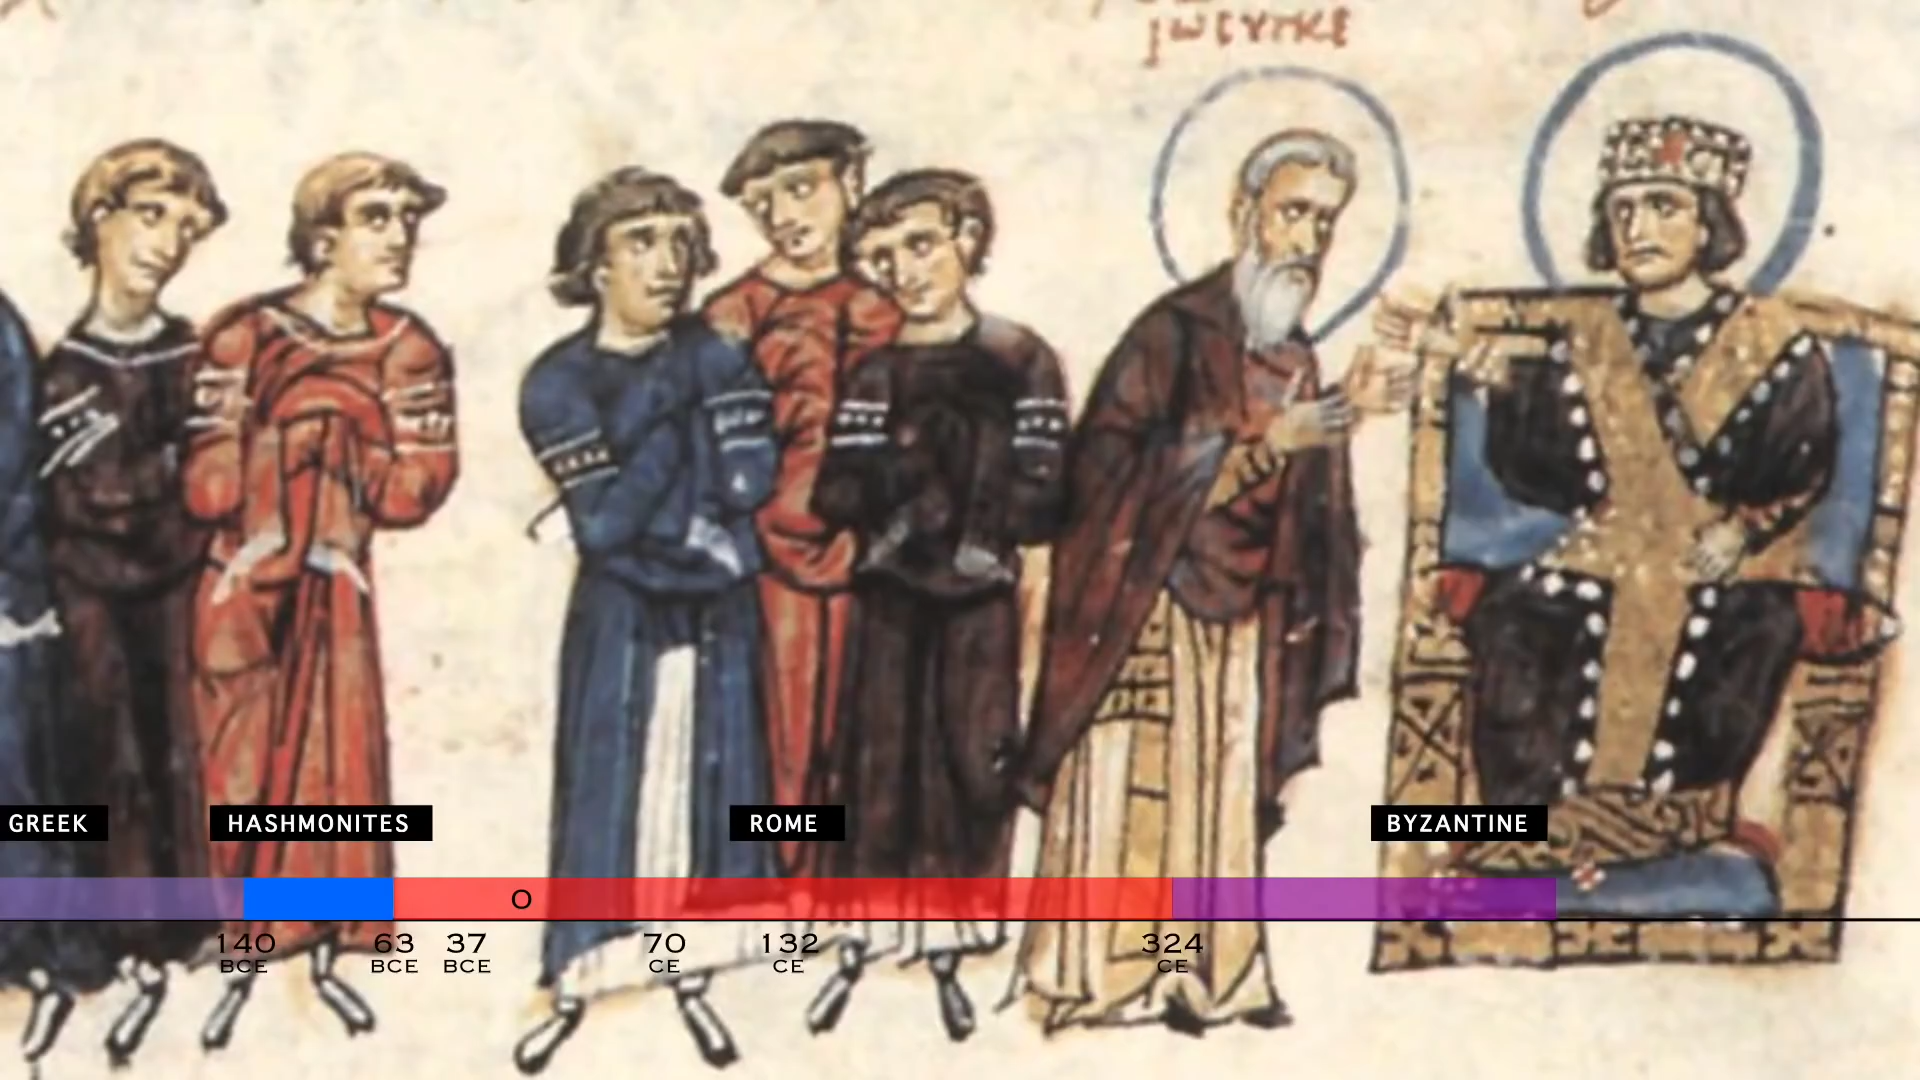 GREEK
HASHMONITES
ROME
BYZANTINE
0
140
BCE
63
BCE
37
BCE
70
CE
132
CE
324
CE